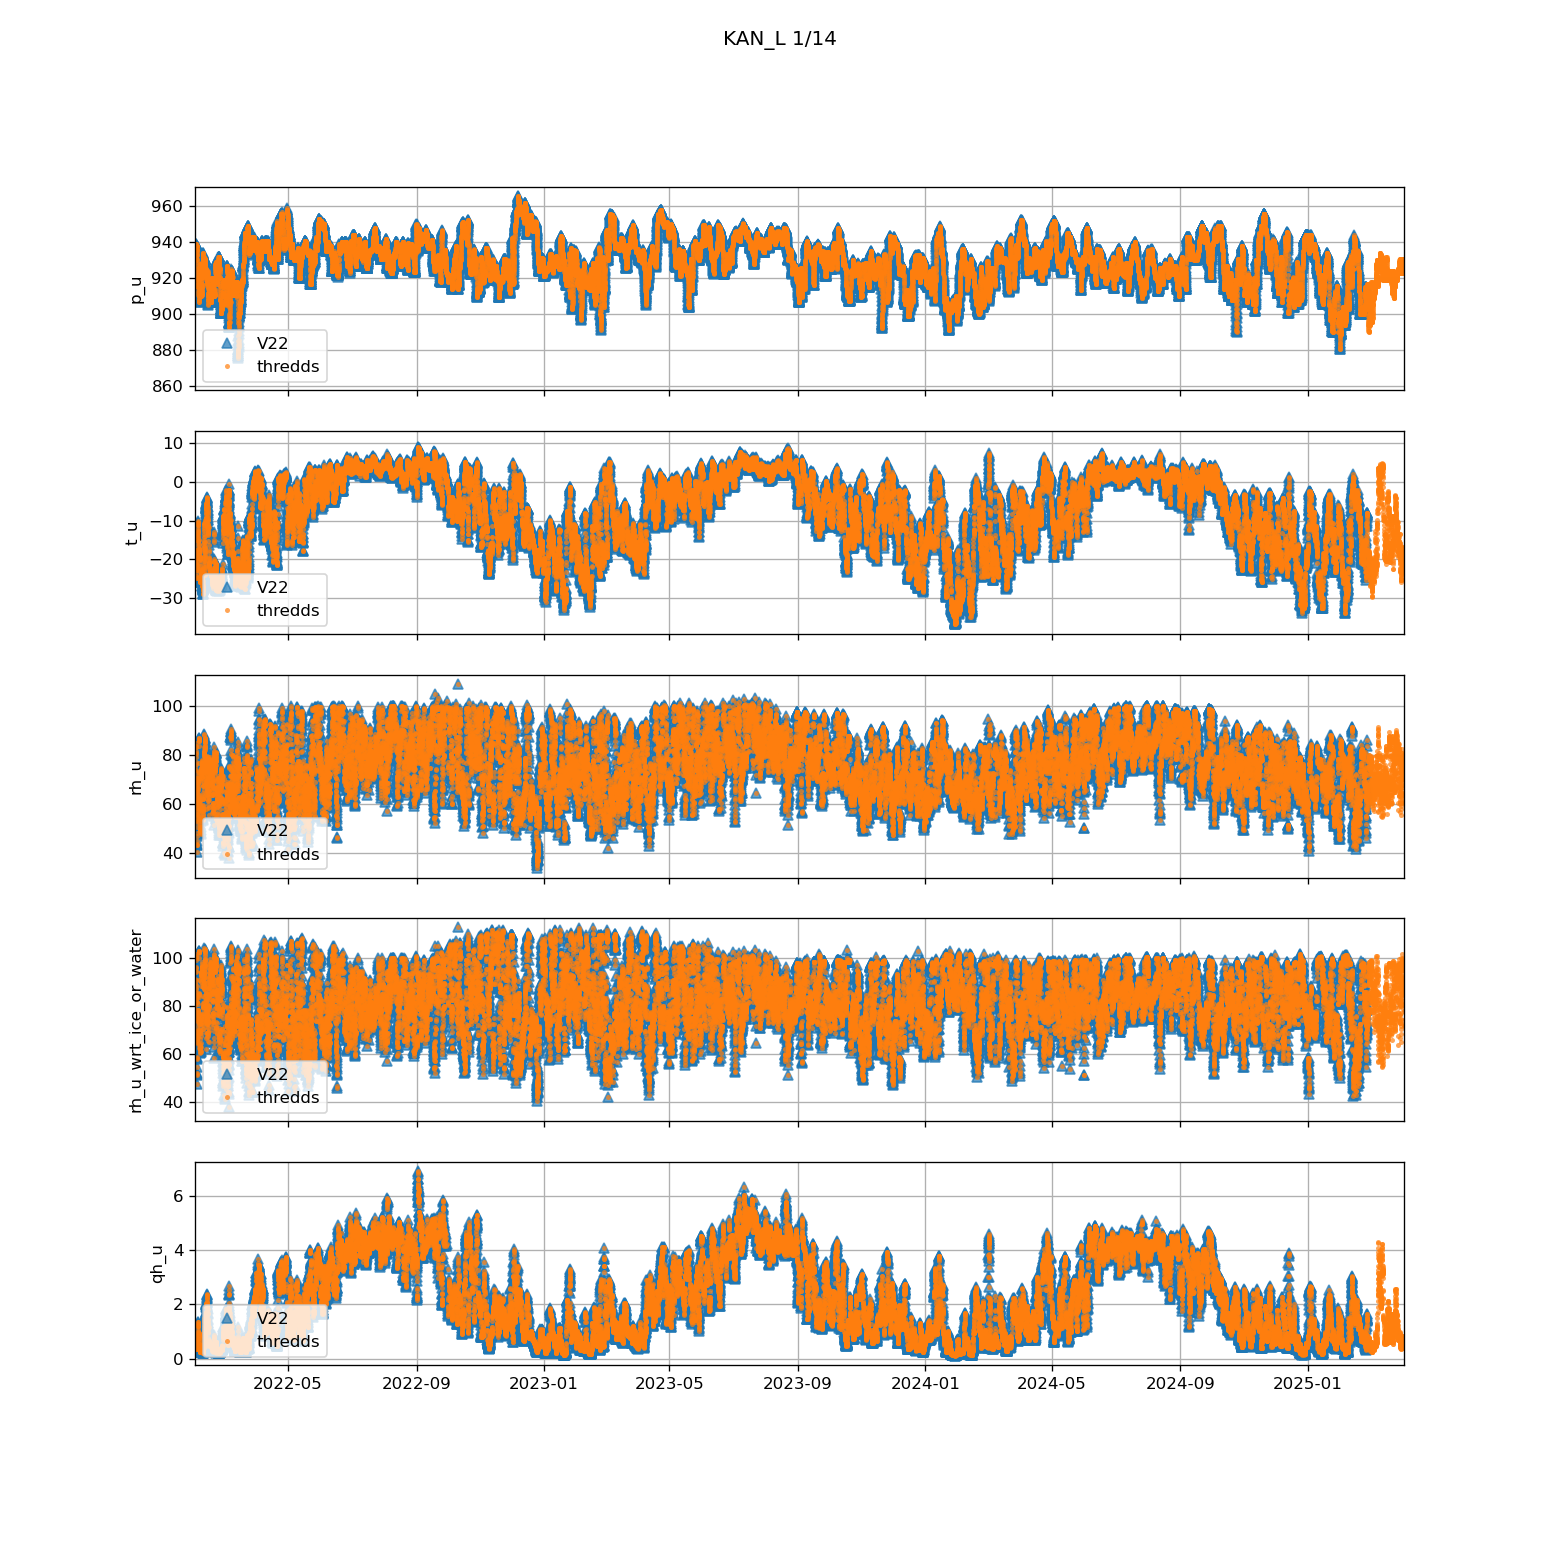 KAN_L 1/14
960
940
920
900
880
860
p_u
V22
thredds
10
0
−10
−20
−30
t_u
V22
thredds
100
80
60
40
rh_u
V22
thredds
100
80
60
40
rh_u_wrt_ice_or_water
V22
thredds
6
4
2
0
qh_u
V22
thredds
2022-05
2022-09
2023-01
2023-05
2023-09
2024-01
2024-05
2024-09
2025-01